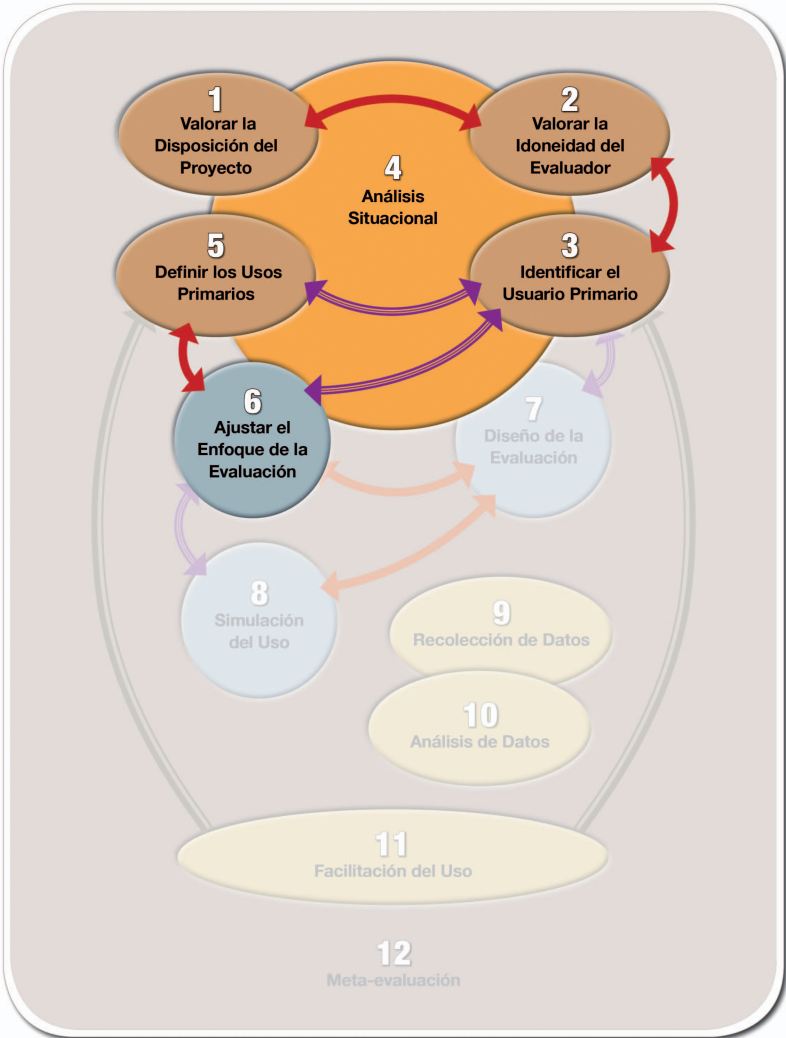 1
Valorar la
Disposición del
Proyecto
2
Valorar la
Idoneidad del
Evaluador
4
Análisis
Situacional
5
Definir los Usos
Primarios
3
Identificar el
Usuario Primario
6
Ajustar el
Enfoque de la
Evaluación
7
Diseño de la
Evaluación
8
Simulación
del Uso
9
Recolección de Datos
10
Análisis de Datos
11
Facilitación del Uso
12
Meta-evaluación